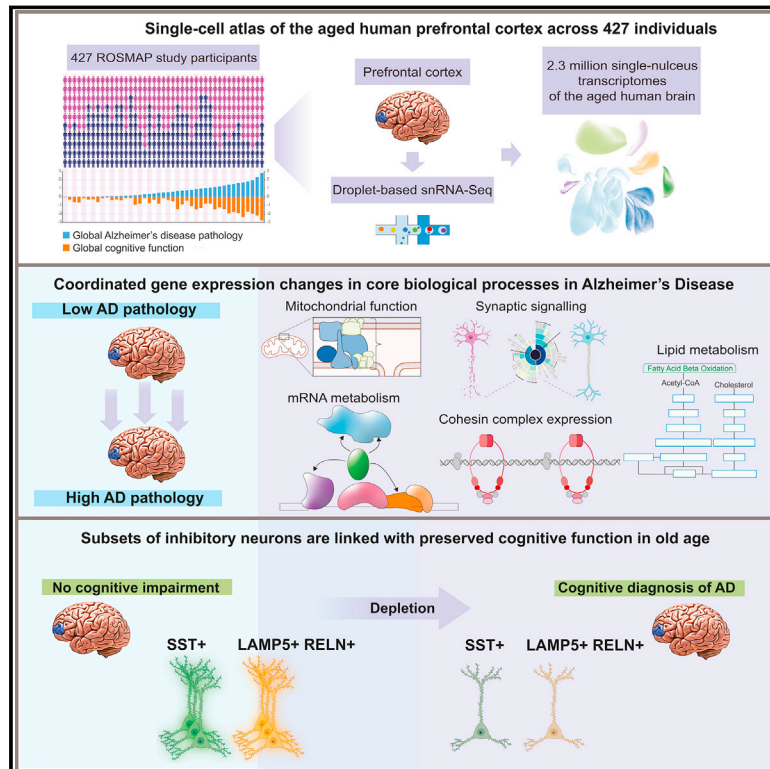 Single-cell atlas of the aged human prefrontal cortex across 427 individuals
427 ROSMAP study participants
Global Alzheimer's disease pathology
Global cognitive function
Prefrontal cortex
Droplet-based snRNA-Seq
2.3 million single-nulceus
transcriptomes
of the aged human brain
Coordinated gene expression changes in core biological processes in Alzheimer's Disease
Low AD pathology
High AD pathology
Mitochondrial function
Synaptic signalling
mRNA metabolism
Cohesin complex expression
Lipid metabolism
Fatty Acid Beta Oxidation
Acetyl-CoA
Cholesterol
Subsets of inhibitory neurons are linked with preserved cognitive function in old age
No cognitive impairment
SST+
LAMP5+ RELN+
Depletion
Cognitive diagnosis of AD
SST+
LAMP5+ RELN+